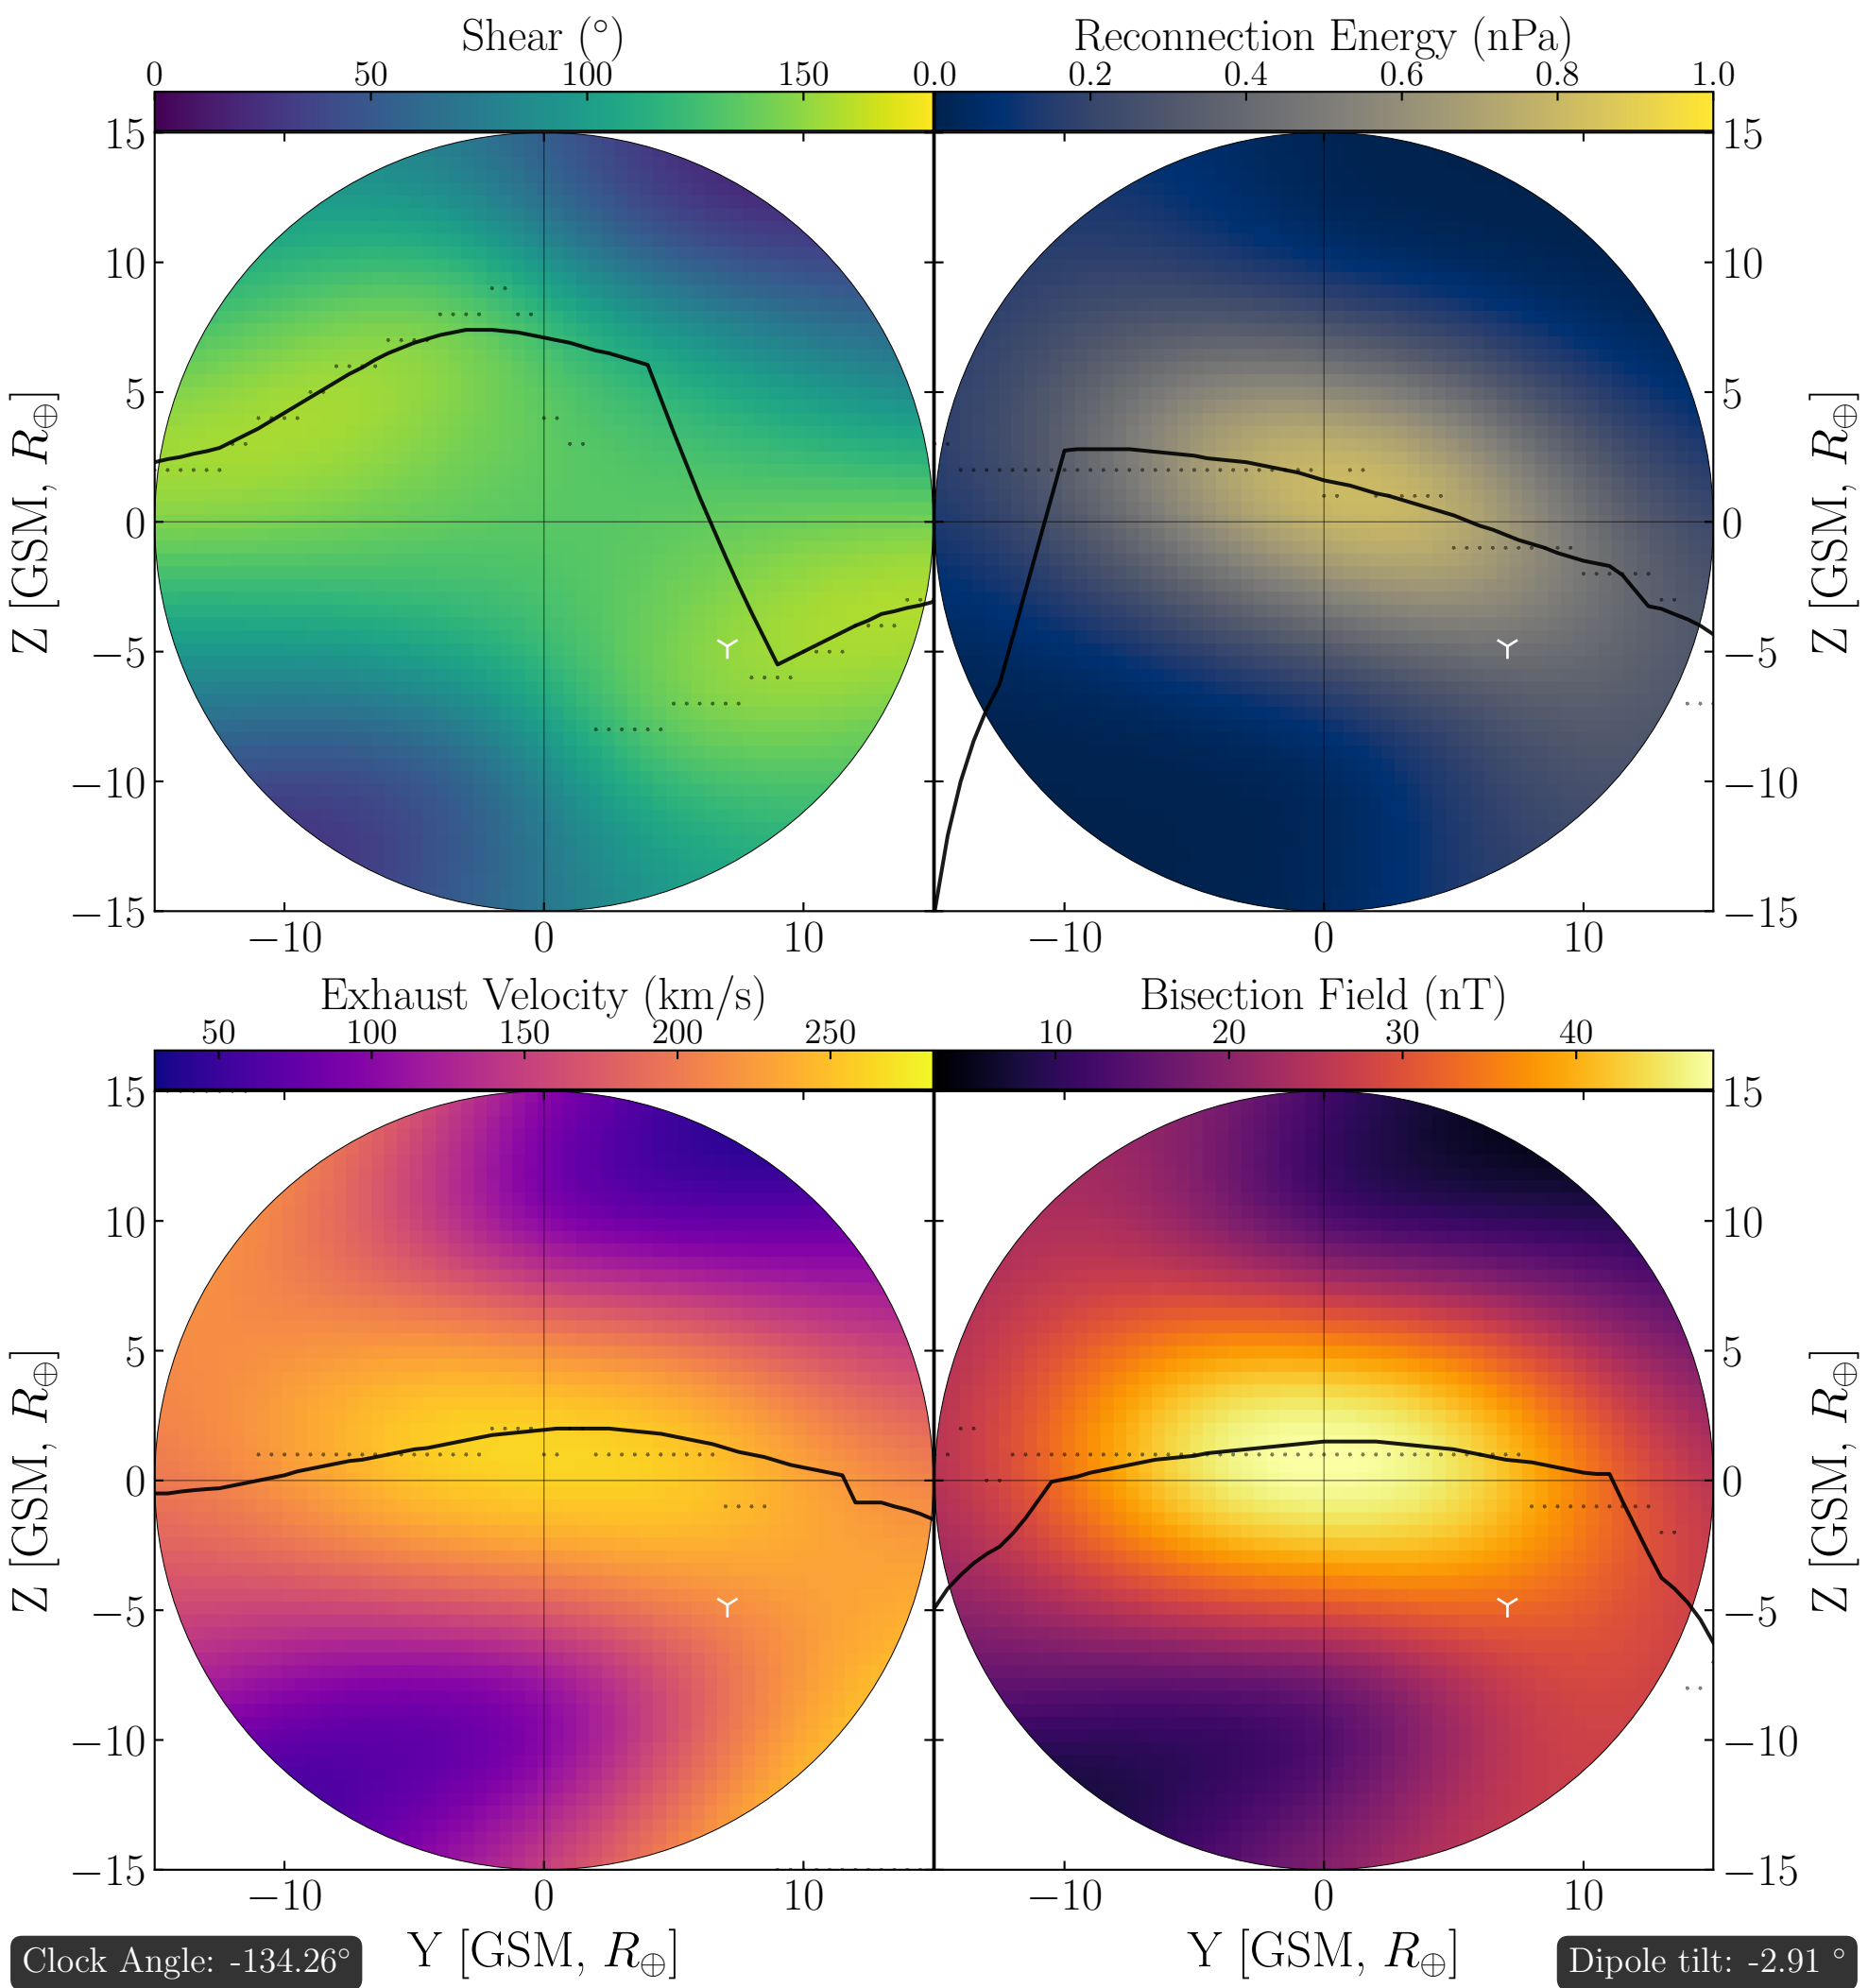 Shear (°)
Reconnection Energy (nPa)
0 50 100 150
0.0 0.2 0.4 0.6 0.8 1.0
15 15
10 10
5 5
0 0
−5 −5
−10 −10
−15 −15
Z [GSM, R⊕]
Z [GSM, R⊕]
−10 0 10
−10 0 10
Exhaust Velocity (km/s)
Bisection Field (nT)
50 100 150 200 250
10 20 30 40
15 15
10 10
5 5
0 0
−5 −5
−10 −10
−15 −15
Z [GSM, R⊕]
Z [GSM, R⊕]
−10 0 10
−10 0 10
Y [GSM, R⊕]
Y [GSM, R⊕]
Clock Angle: -134.26°
Dipole tilt: -2.91 °